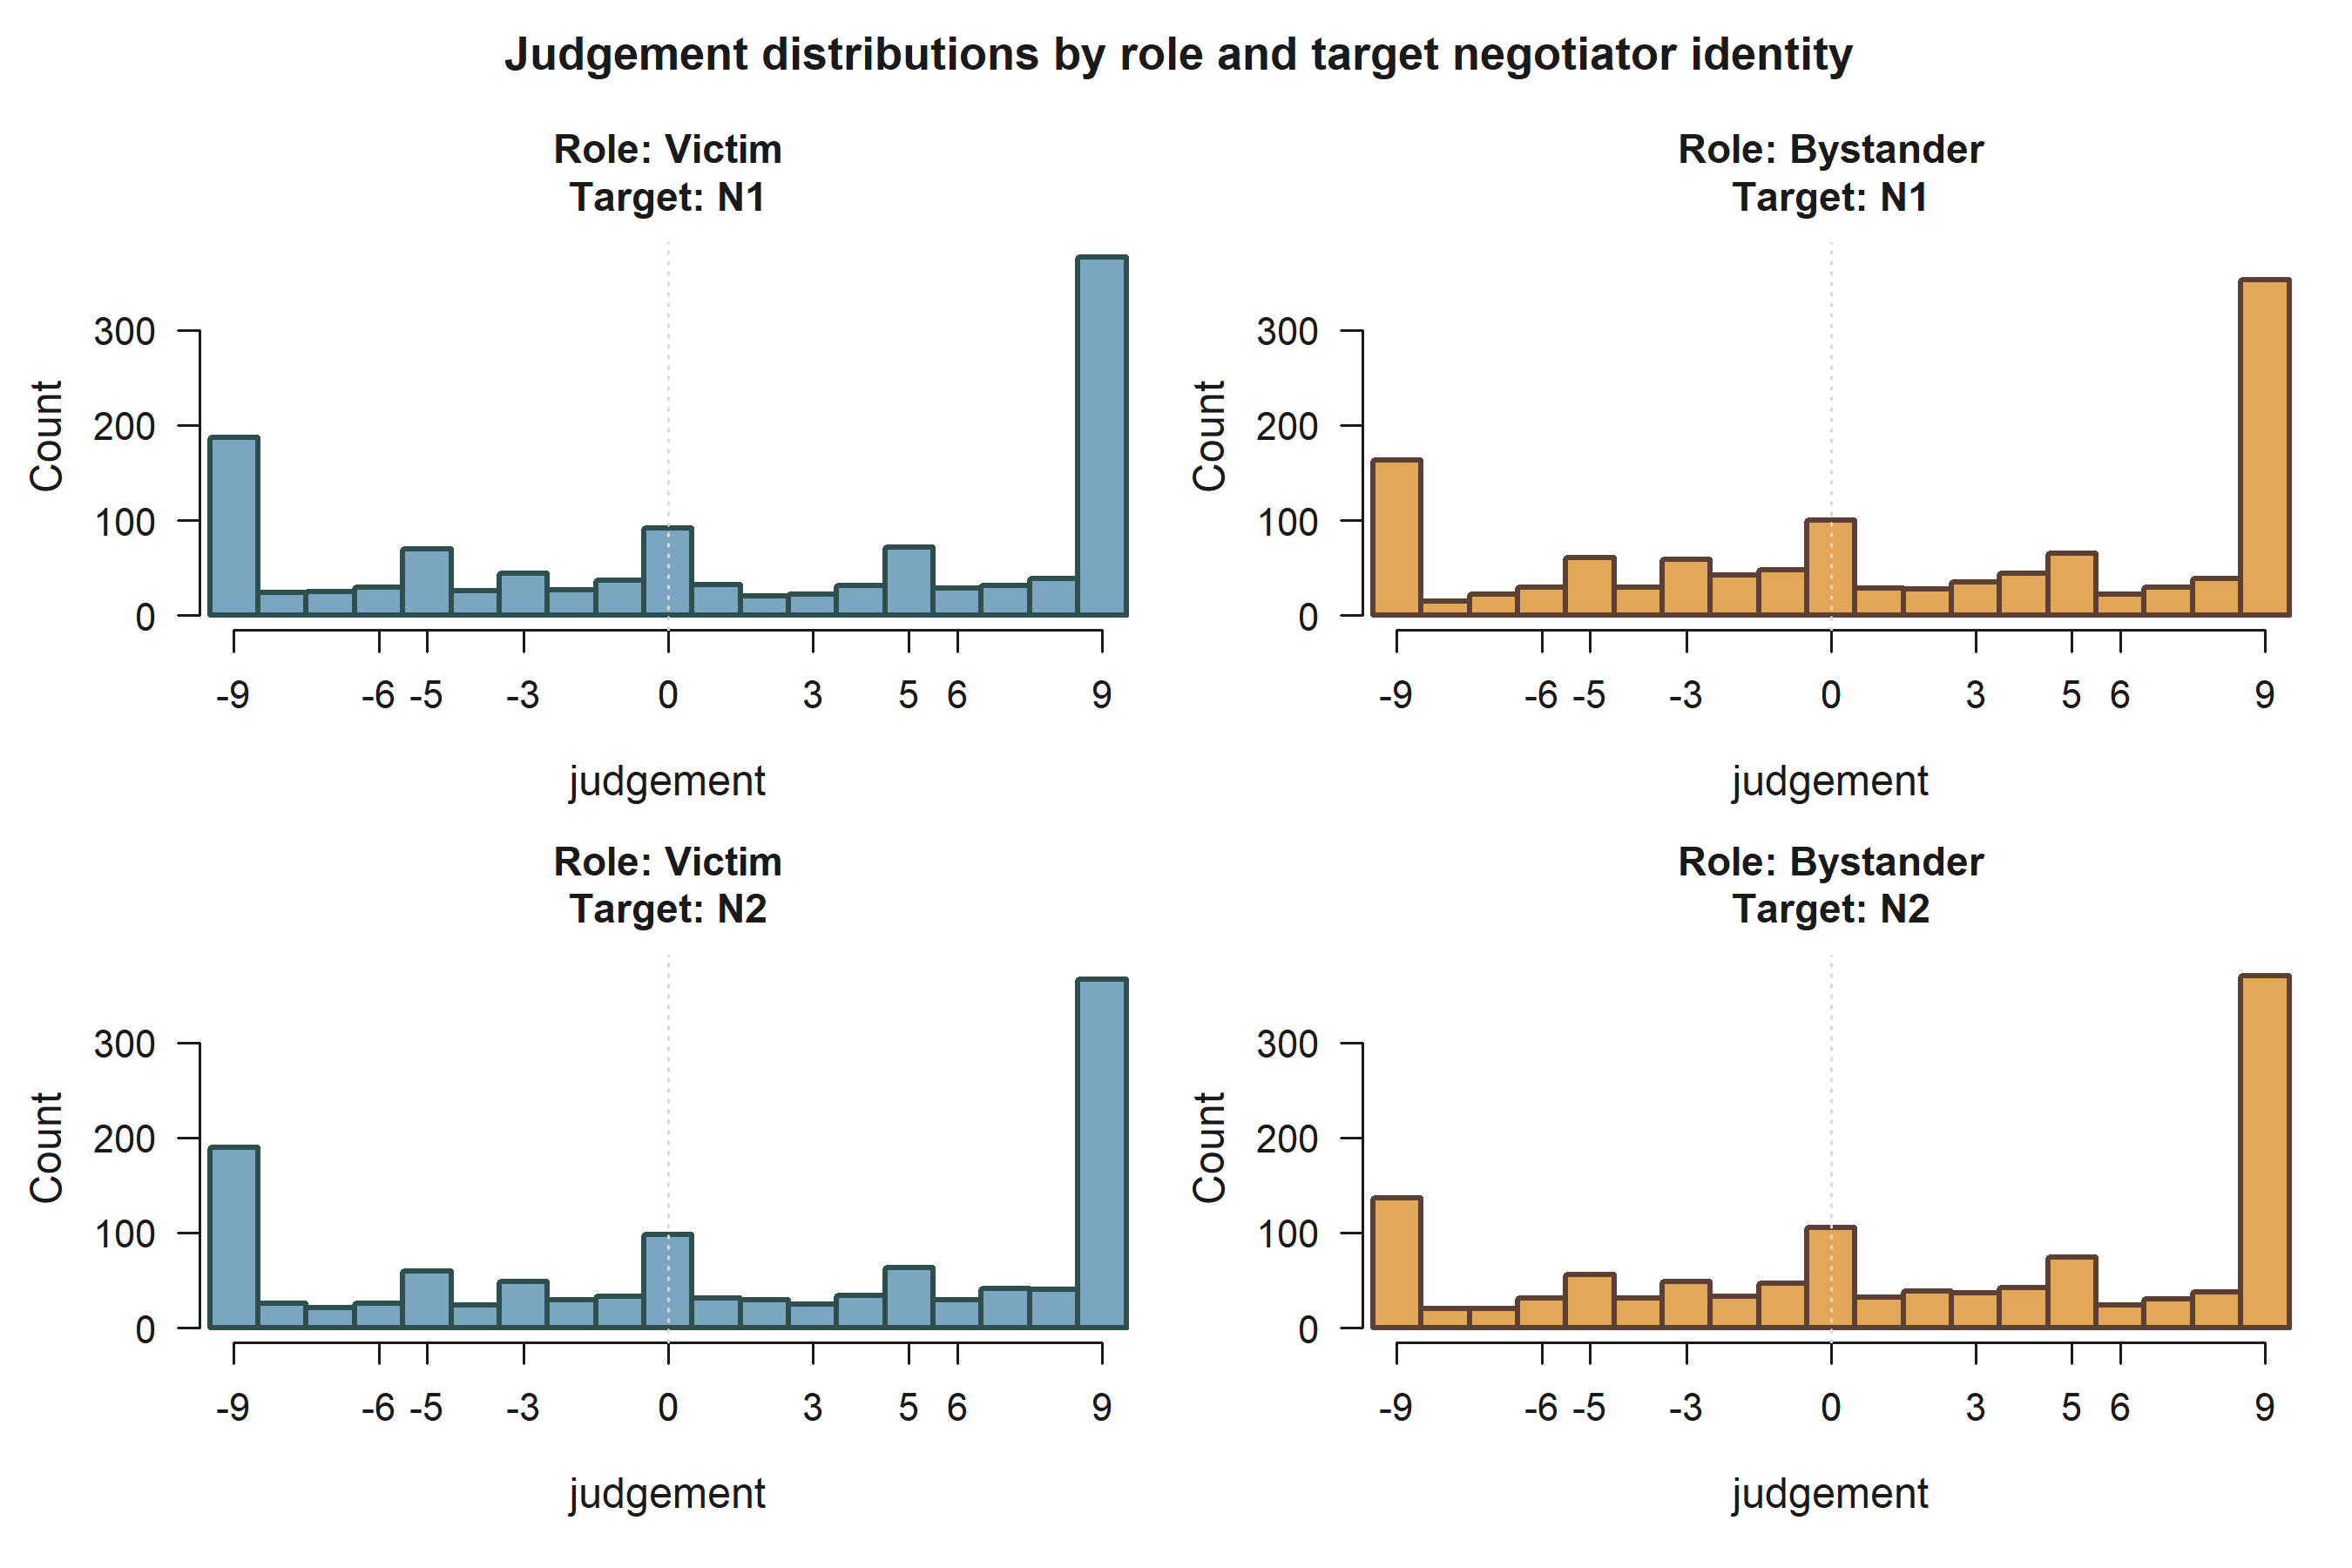 Judgement distributions by role and target negotiator identity
Role: Victim
Target: N1
Count
300
200
100
0
-9 -6 -5 -3 0 3 5 6 9
judgement
Role: Bystander
Target: N1
Count
300
200
100
0
-9 -6 -5 -3 0 3 5 6 9
judgement
Role: Victim
Target: N2
Count
300
200
100
0
-9 -6 -5 -3 0 3 5 6 9
judgement
Role: Bystander
Target: N2
Count
300
200
100
0
-9 -6 -5 -3 0 3 5 6 9
judgement